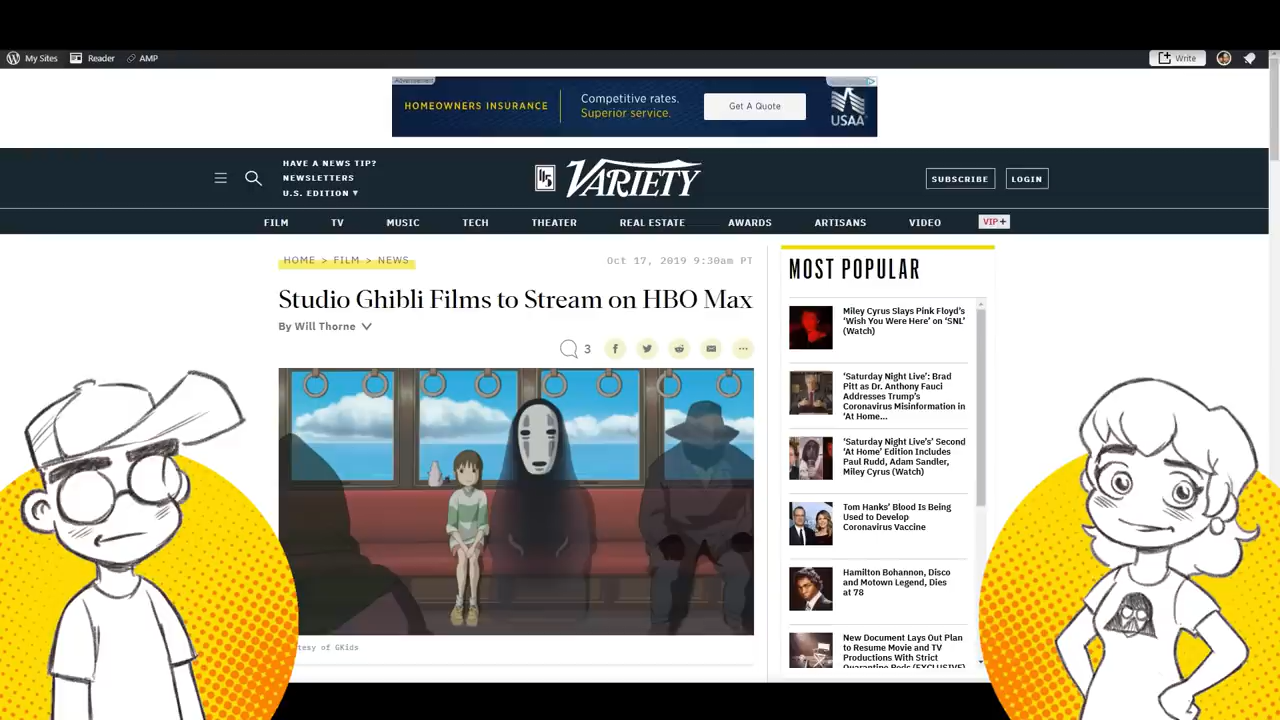 My Sites
Reader
AMP
Write
Advertisement
HOMEOWNERS INSURANCE
Competitive rates.
Superior service.
Get A Quote
USAA
HAVE A NEWS TIP?
NEWSLETTERS
U.S. EDITION ▾
VARIETY
SUBSCRIBE
LOGIN
FILM
TV
MUSIC
TECH
THEATER
REAL ESTATE
AWARDS
ARTISANS
VIDEO
VIP+
HOME > FILM > NEWS
Oct 17, 2019 9:30am PT
Studio Ghibli Films to Stream on HBO Max
By Will Thorne
3
tesy of GKids
MOST POPULAR
Miley Cyrus Slays Pink Floyd's
'Wish You Were Here' on 'SNL'
(Watch)
'Saturday Night Live': Brad
Pitt as Dr. Anthony Fauci
Addresses Trump's
Coronavirus Misinformation in
'At Home...
'Saturday Night Live's' Second
'At Home' Edition Includes
Paul Rudd, Adam Sandler,
Miley Cyrus (Watch)
Tom Hanks' Blood Is Being
Used to Develop
Coronavirus Vaccine
Hamilton Bohannon, Disco
and Motown Legend, Dies
at 78
New Document Lays Out Plan
to Resume Movie and TV
Productions With Strict
Quarantine Pods (EXCLUSIVE)